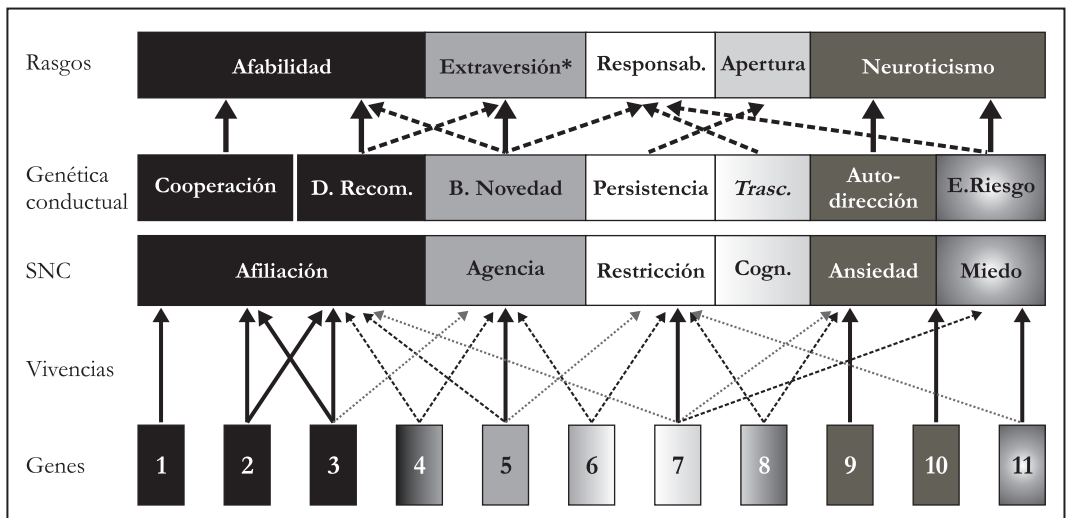 Rasgos
Afabilidad
Extraversión*
Responsab.
Apertura
Neuroticismo
Genética
conductual
Cooperación
D. Recom.
B. Novedad
Persistencia
Trasc.
Auto-
dirección
E.Riesgo
SNC
Afiliación
Agencia
Restricción
Cogn.
Ansiedad
Miedo
Vivencias
Genes
1
2
3
4
5
6
7
8
9
10
11